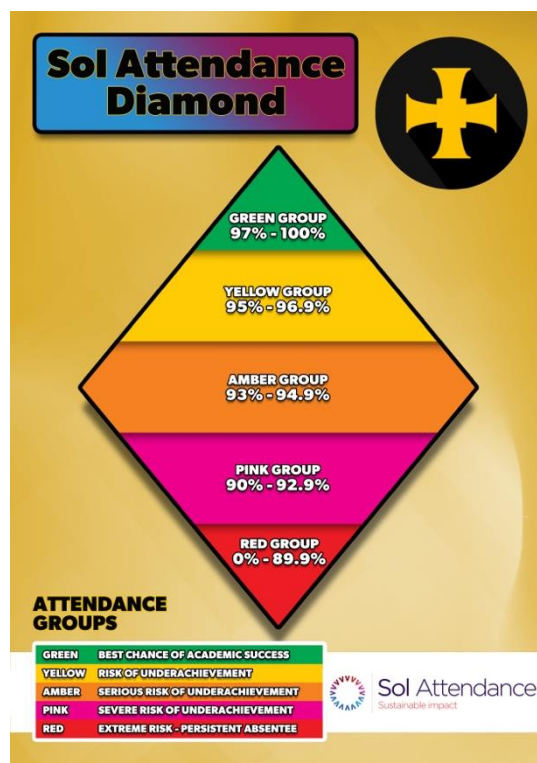 Sol Attendance
Diamond
GREEN GROUP
97% - 100%
YELLOW GROUP
95% - 96.9%
AMBER GROUP
93% - 94.9%
PINK GROUP
90% - 92.9%
RED GROUP
0% - 89.9%
ATTENDANCE
GROUPS
GREEN BEST CHANCE OF ACADEMIC SUCCESS
YELLOW RISK OF UNDERACHIEVEMENT
AMBER SERIOUS RISK OF UNDERACHIEVEMENT
PINK SEVERE RISK OF UNDERACHIEVEMENT
RED EXTREME RISK - PERSISTENT ABSENTEE
Sol Attendance
Sustainable impact